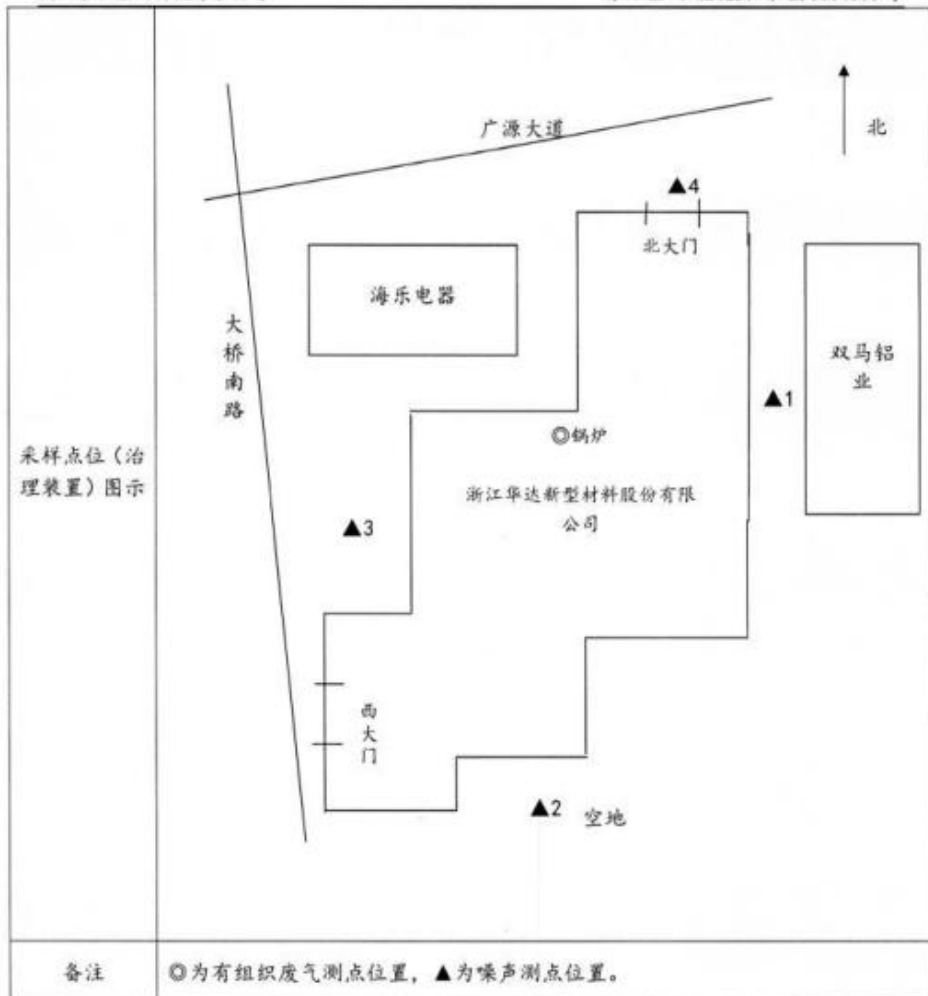 广源大道
北
▲4
北大门
海乐电器
大桥南路
双马铝
业
▲1
◎锅炉
采样点位（治
理装置）图示
浙江华达新型材料股份有限
公司
▲3
西大门
▲2
空地
备注
◎为有组织废气测点位置，▲为噪声测点位置。